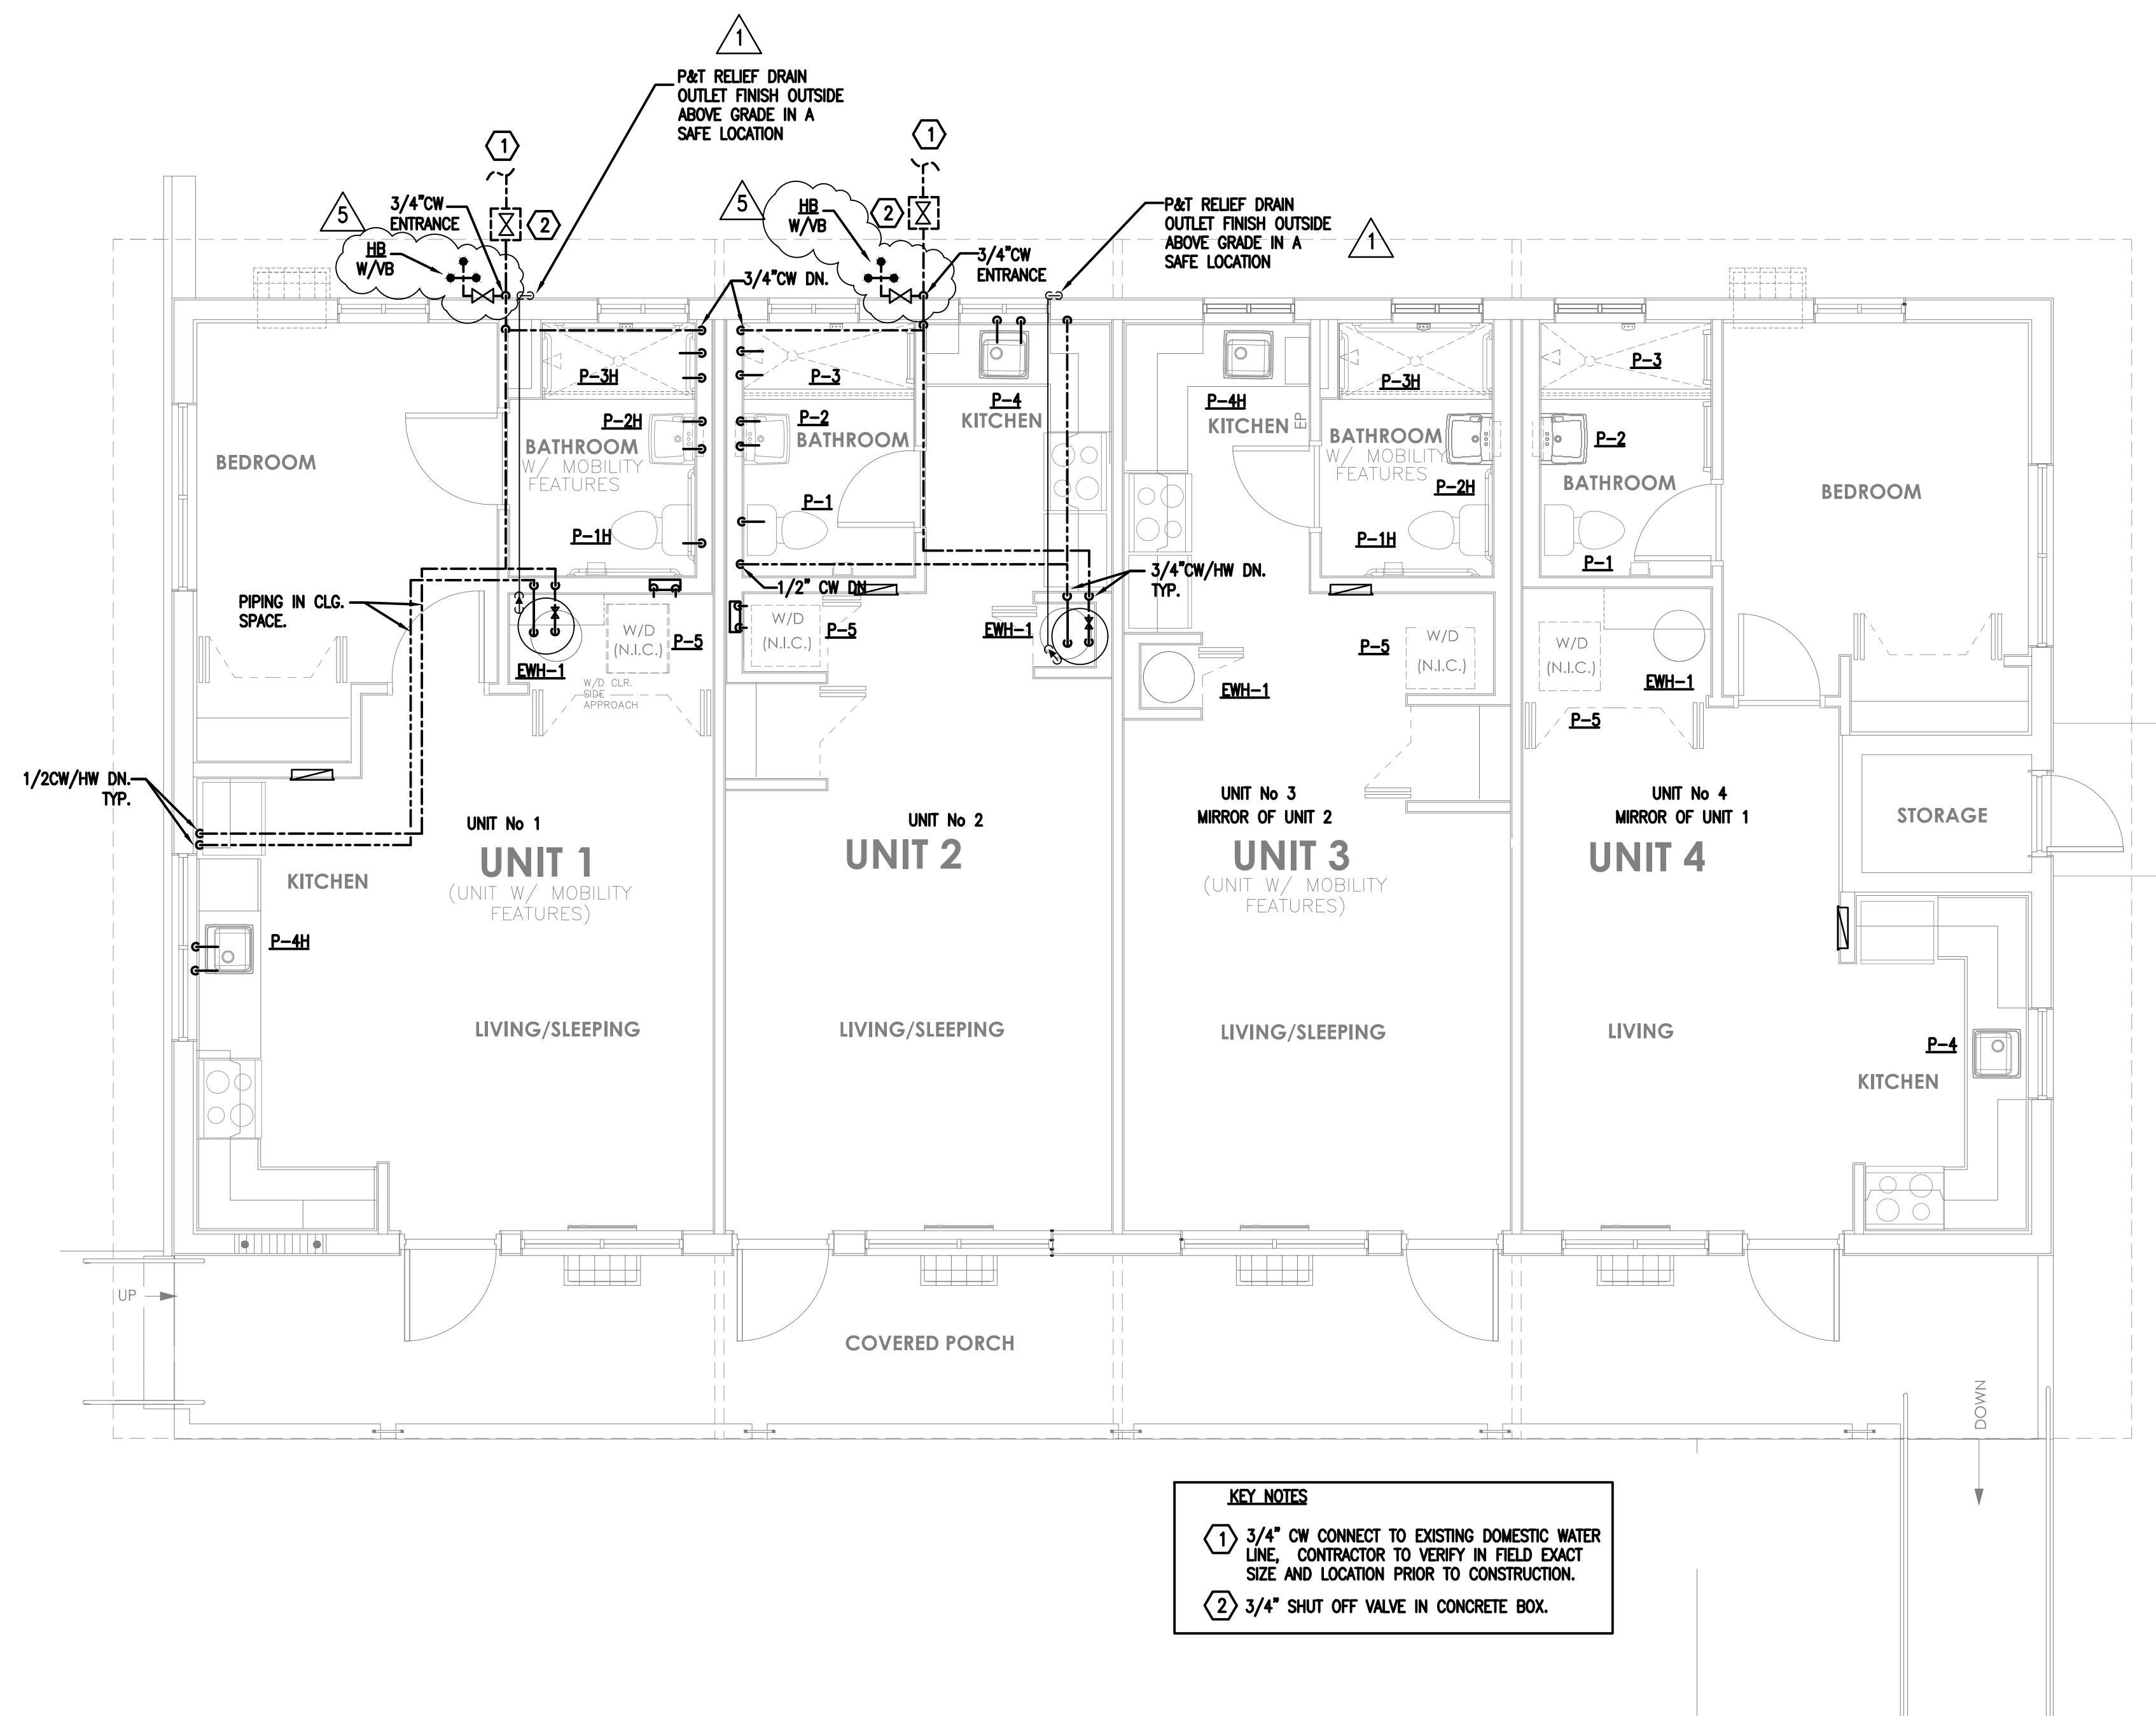 1
P&T RELIEF DRAIN
OUTLET FINISH OUTSIDE
ABOVE GRADE IN A
SAFE LOCATION
1
1
5
3/4"CW
ENTRANCE
2
HB
W/VB
5
HB
W/VB
2
3/4"CW
ENTRANCE
P&T RELIEF DRAIN
OUTLET FINISH OUTSIDE
ABOVE GRADE IN A
SAFE LOCATION
1
3/4"CW DN.
P-3H
P-3
P-4
P-4H
P-3H
P-3
P-2H
P-2
KITCHEN
KITCHEN
EP
P-2
BEDROOM
BATHROOM
W/ MOBILITY
FEATURES
BATHROOM
BATHROOM
W/ MOBILITY
FEATURES
P-2H
BATHROOM
BEDROOM
P-1H
P-1
P-1H
P-1
1/2" CW DN
3/4"CW/HW DN.
TYP.
PIPING IN CLG.
SPACE.
EWH-1
W/D
(N.I.C.)
P-5
W/D CLR.
SIDE
APPROACH
W/D
(N.I.C.)
P-5
EWH-1
EWH-1
P-5
W/D
(N.I.C.)
W/D
(N.I.C.)
EWH-1
P-5
1/2CW/HW DN.
TYP.
UNIT No 1
UNIT 1
(UNIT W/ MOBILITY
FEATURES)
UNIT No 2
UNIT 2
UNIT No 3
MIRROR OF UNIT 2
UNIT 3
(UNIT W/ MOBILITY
FEATURES)
UNIT No 4
MIRROR OF UNIT 1
UNIT 4
STORAGE
KITCHEN
P-4H
LIVING/SLEEPING
LIVING/SLEEPING
LIVING/SLEEPING
LIVING
P-4
KITCHEN
UP
COVERED PORCH
DOWN
KEY NOTES
1 3/4" CW CONNECT TO EXISTING DOMESTIC WATER
LINE, CONTRACTOR TO VERIFY IN FIELD EXACT
SIZE AND LOCATION PRIOR TO CONSTRUCTION.
2 3/4" SHUT OFF VALVE IN CONCRETE BOX.